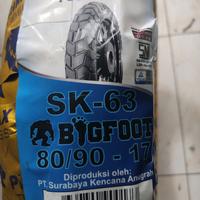 SK-63
BIGFOOT
80/90 - 17
Diproduksi oleh:
PT. Surabaya Kencana Anugrah